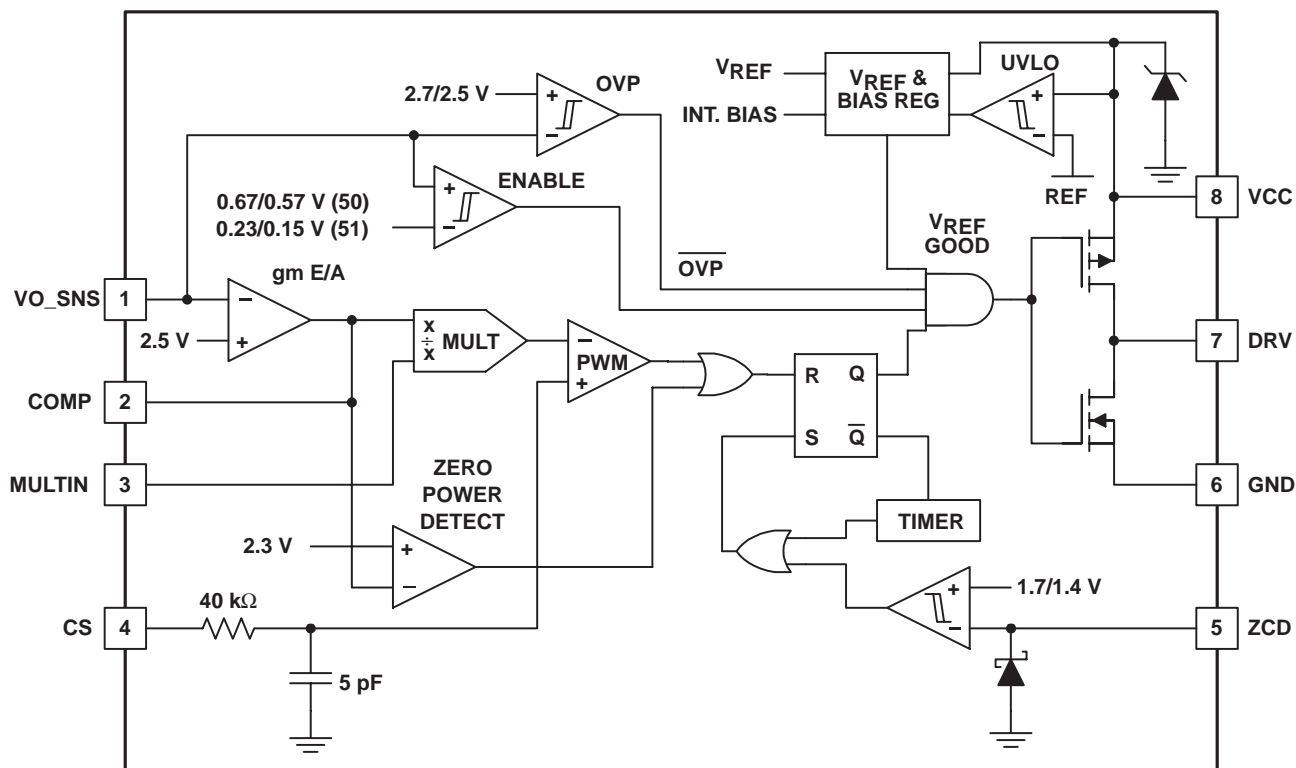 OVP
2.7/2.5 V
+
−
VREF
INT. BIAS
VREF &
BIAS REG
UVLO
+
−
REF
8
VCC
ENABLE
0.67/0.57 V (50)
0.23/0.15 V (51)
+
−
VREF
GOOD
OVP
gm E/A
VO_SNS
1
−
2.5 V
+
x
÷
x
MULT
−
PWM
+
R
Q
S
Q
7
DRV
COMP
2
MULTIN
3
ZERO
POWER
DETECT
6
GND
TIMER
2.3 V
+
−
+
1.7/1.4 V
−
40 kΩ
CS
4
5
ZCD
5 pF